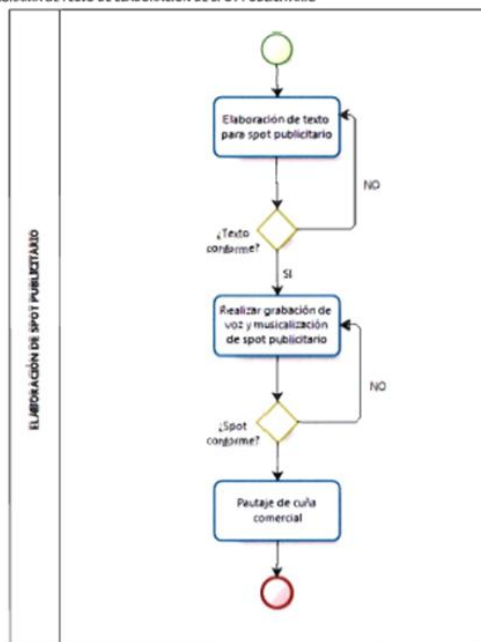 ELABORACIÓN DE SPOT PUBLICITARIO
Elaboración de texto
para spot publicitario
NO
¿Texto
conforme?
SI
Realizar grabación de
voz y musicalización
de spot publicitario
NO
¿Spot
conforme?
Pautaje de cuña
comercial